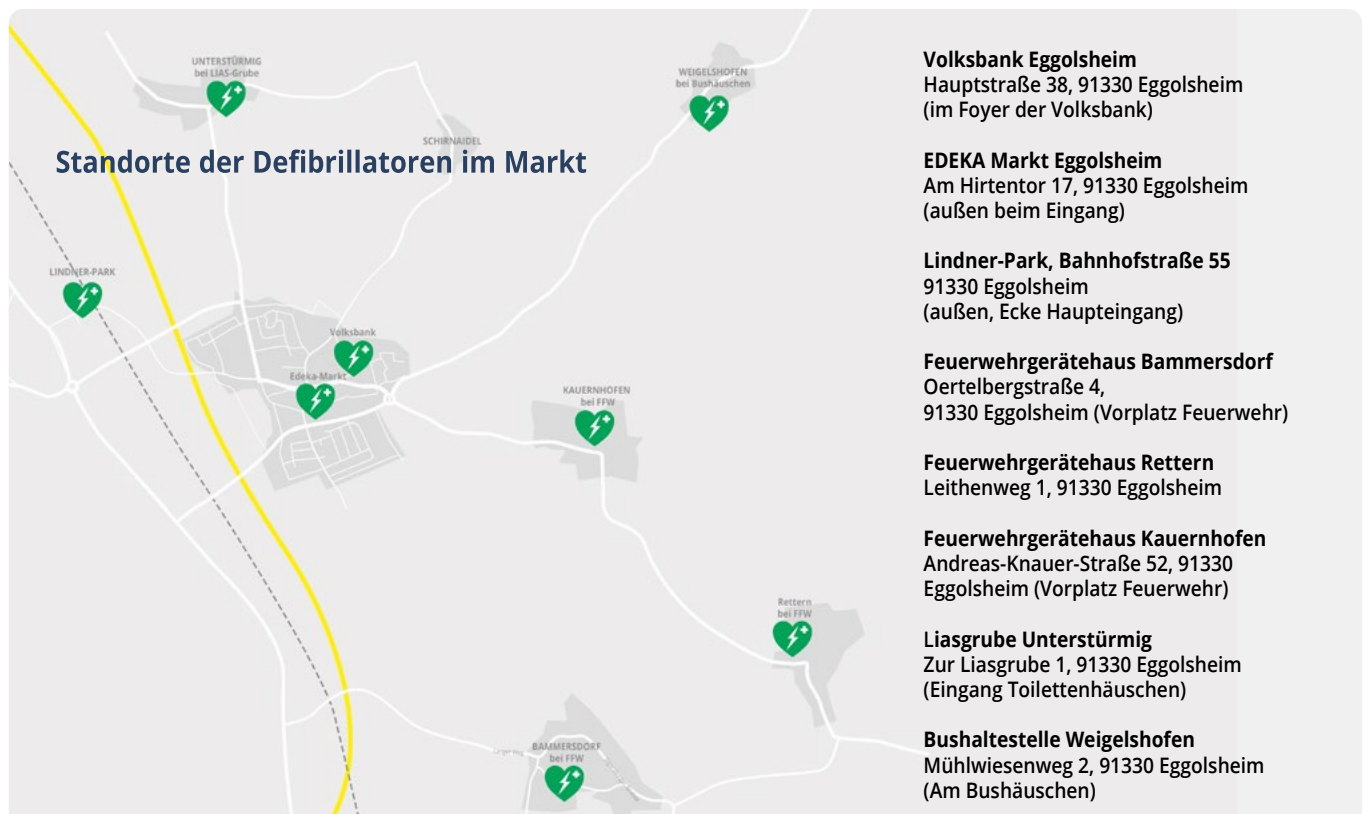 UNTERSTÜRMIG
bei LIAS-Grube
WEIGELSHOFEN
bei Bushäuschen
SCHIRNAIDEL
Standorte der Defibrillatoren im Markt
LINDNER-PARK
Volksbank
Edeka-Markt
KAUERNHOFEN
bei FFW
Rettern
bei FFW
BAMMERSDORF
bei FFW
Volksbank Eggolsheim
Hauptstraße 38, 91330 Eggolsheim
(im Foyer der Volksbank)
EDEKA Markt Eggolsheim
Am Hirtentor 17, 91330 Eggolsheim
(außen beim Eingang)
Lindner-Park, Bahnhofstraße 55
91330 Eggolsheim
(außen, Ecke Haupteingang)
Feuerwehrgerätehaus Bammersdorf
Oertelbergstraße 4,
91330 Eggolsheim (Vorplatz Feuerwehr)
Feuerwehrgerätehaus Rettern
Leithenweg 1, 91330 Eggolsheim
Feuerwehrgerätehaus Kauernhofen
Andreas-Knauer-Straße 52, 91330
Eggolsheim (Vorplatz Feuerwehr)
Liasgrube Unterstürmig
Zur Liasgrube 1, 91330 Eggolsheim
(Eingang Toilettenhäuschen)
Bushaltestelle Weigelshofen
Mühlwiesenweg 2, 91330 Eggolsheim
(Am Bushäuschen)